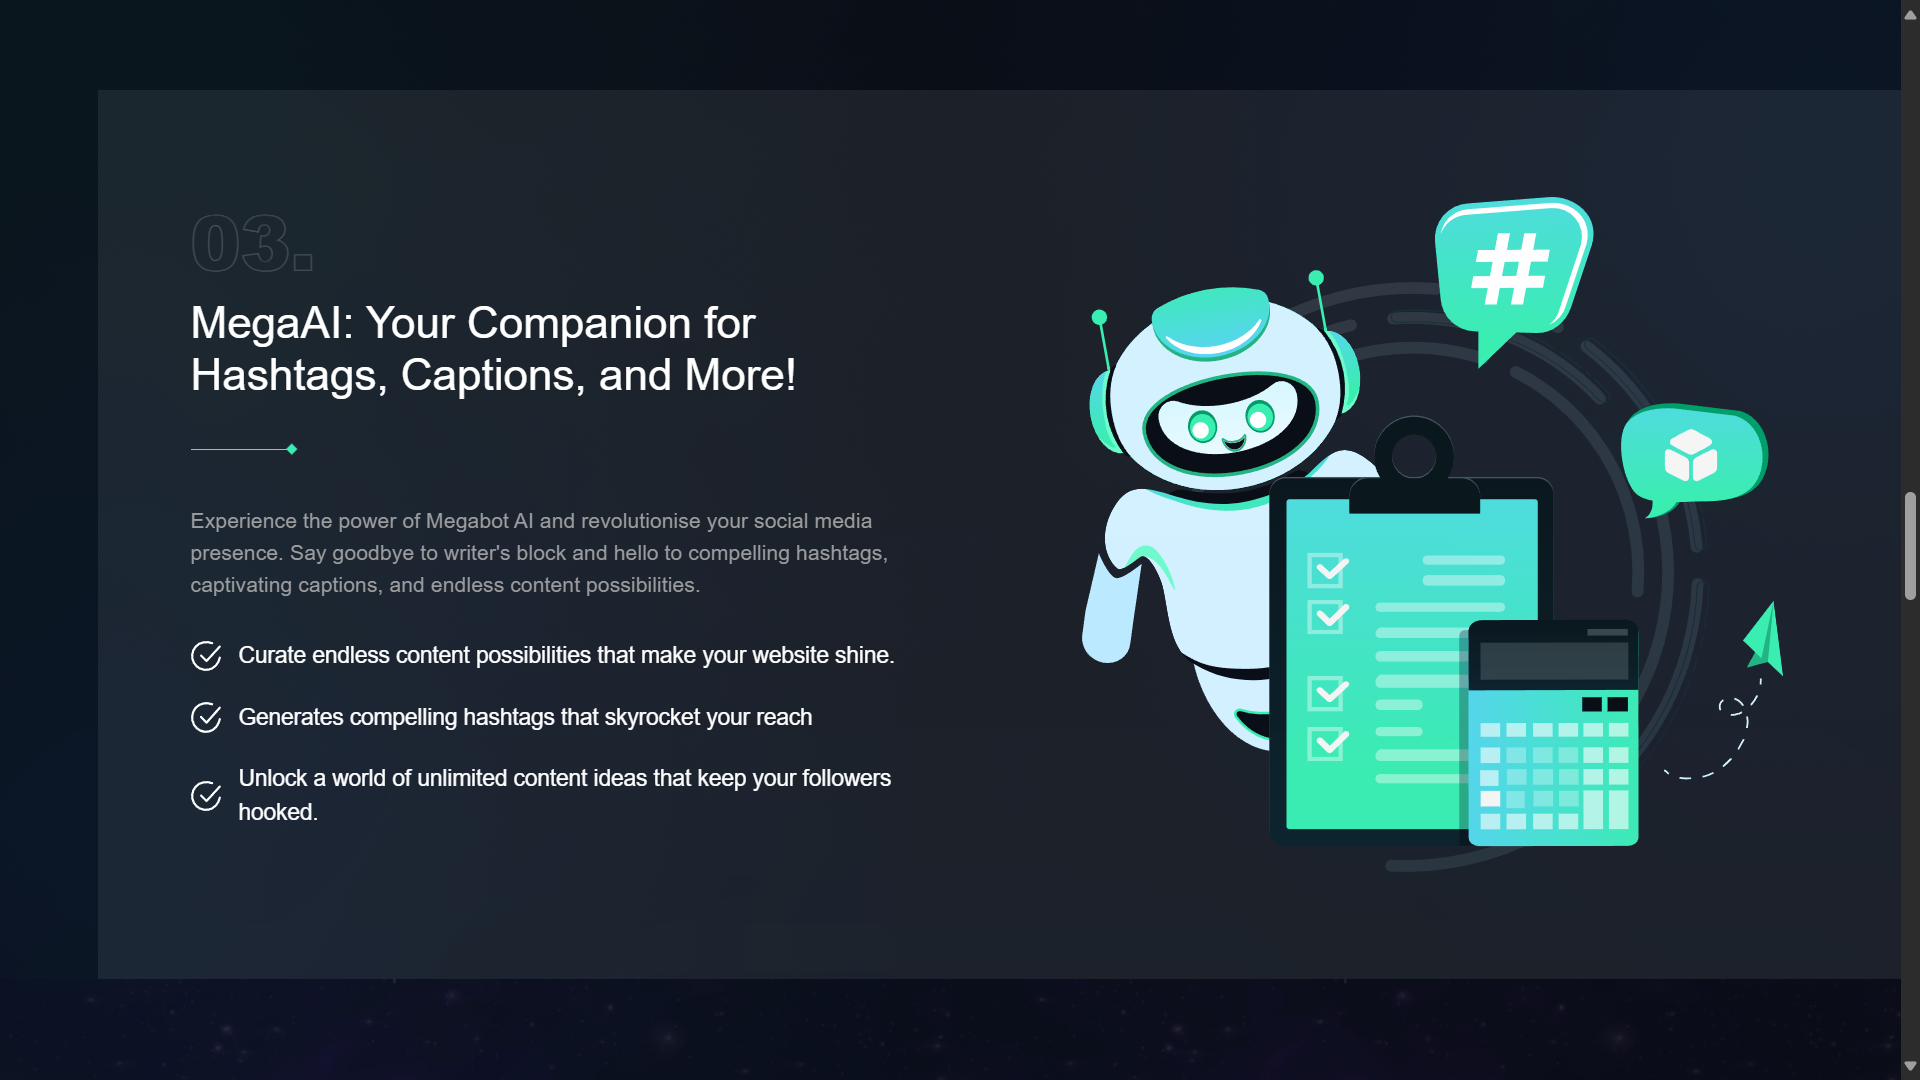 03.
MegaAI: Your Companion for
Hashtags, Captions, and More!
Experience the power of Megabot AI and revolutionise your social media
presence. Say goodbye to writer's block and hello to compelling hashtags,
captivating captions, and endless content possibilities.
Curate endless content possibilities that make your website shine.
Generates compelling hashtags that skyrocket your reach
Unlock a world of unlimited content ideas that keep your followers
hooked.
#